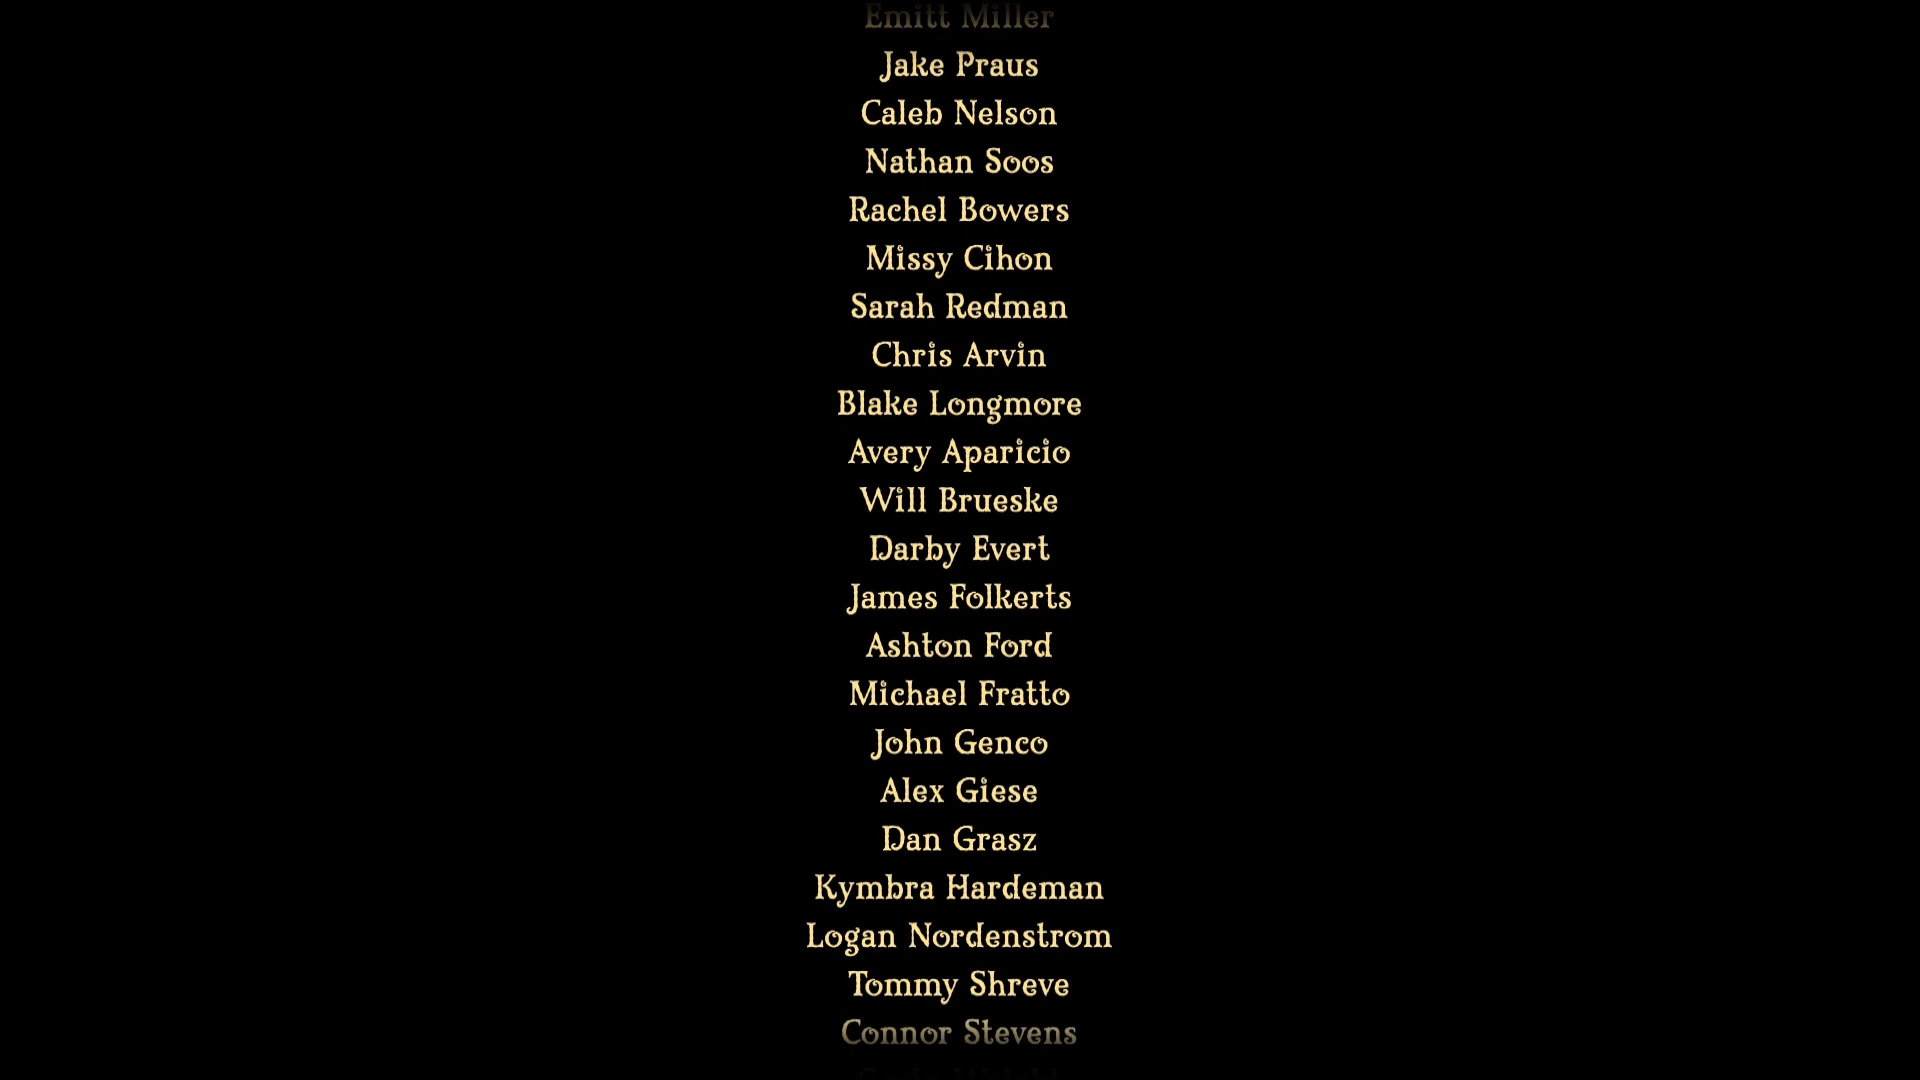 Emitt Miller
Jake Praus
Caleb Nelson
Nathan Soos
Rachel Bowers
Missy Cihon
Sarah Redman
Chris Arvin
Blake Longmore
Avery Aparicio
Will Brueske
Darby Evert
James Folkerts
Ashton Ford
Michael Fratto
John Genco
Alex Giese
Dan Grasz
Kymbra Hardeman
Logan Nordenstrom
Tommy Shreve
Connor Stevens